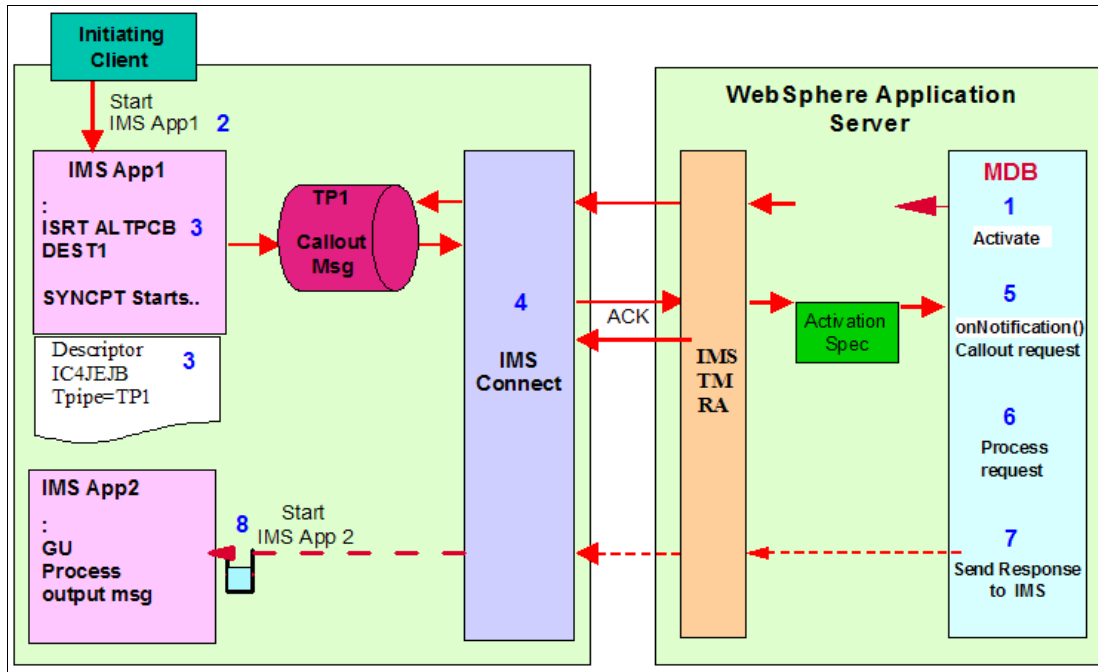 Initiating
Client
Start
IMS App1 2
IMS App1
:
ISRT ALTPCB 3
DEST1
SYNCPT Starts..
Descriptor 3
IC4JEJB
Tpipe=TP1
TP1
Callout
Msg
4
IMS
Connect
IMS App2
:
GU
Process
output msg
8
Start
IMS App 2
WebSphere Application
Server
ACK
IMS
TM
RA
Activation
Spec
MDB
1
Activate
5
onNotification()
Callout request
6
Process
request
7
Send Response
to IMS